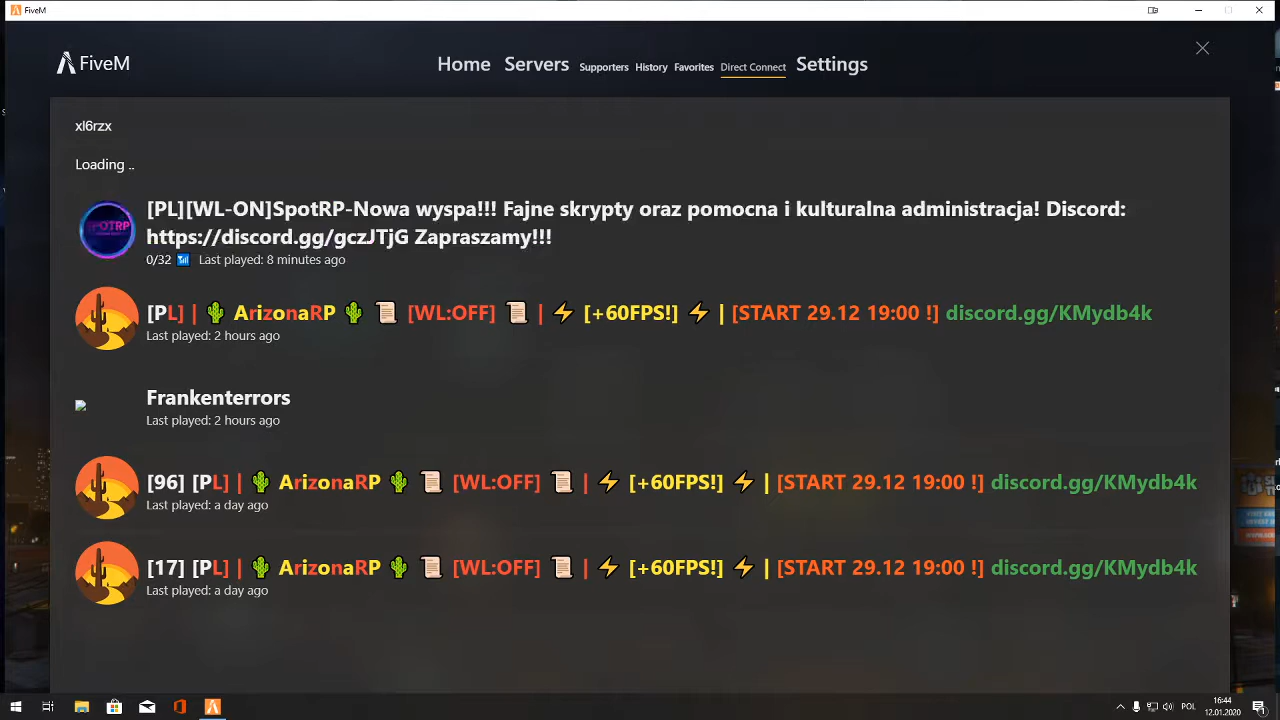 FiveM
FiveM
Home Servers Supporters History Favorites Direct Connect Settings
xl6rzx
Loading ..
SPOTRP
[PL][WL-ON]SpotRP-Nowa wyspa!!! Fajne skrypty oraz pomocna i kulturalna administracja! Discord:
https://discord.gg/gczJTjG Zapraszamy!!!
0/32 📶 Last played: 8 minutes ago
[PL] | 🌵 ArizonaRP 🌵 📜 [WL:OFF] 📜 | ⚡ [+60FPS!] ⚡ | [START 29.12 19:00 !] discord.gg/KMydb4k
Last played: 2 hours ago
Frankenterrors
Last played: 2 hours ago
[96] [PL] | 🌵 ArizonaRP 🌵 📜 [WL:OFF] 📜 | ⚡ [+60FPS!] ⚡ | [START 29.12 19:00 !] discord.gg/KMydb4k
Last played: a day ago
[17] [PL] | 🌵 ArizonaRP 🌵 📜 [WL:OFF] 📜 | ⚡ [+60FPS!] ⚡ | [START 29.12 19:00 !] discord.gg/KMydb4k
Last played: a day ago
POL
16:44
12.01.2020